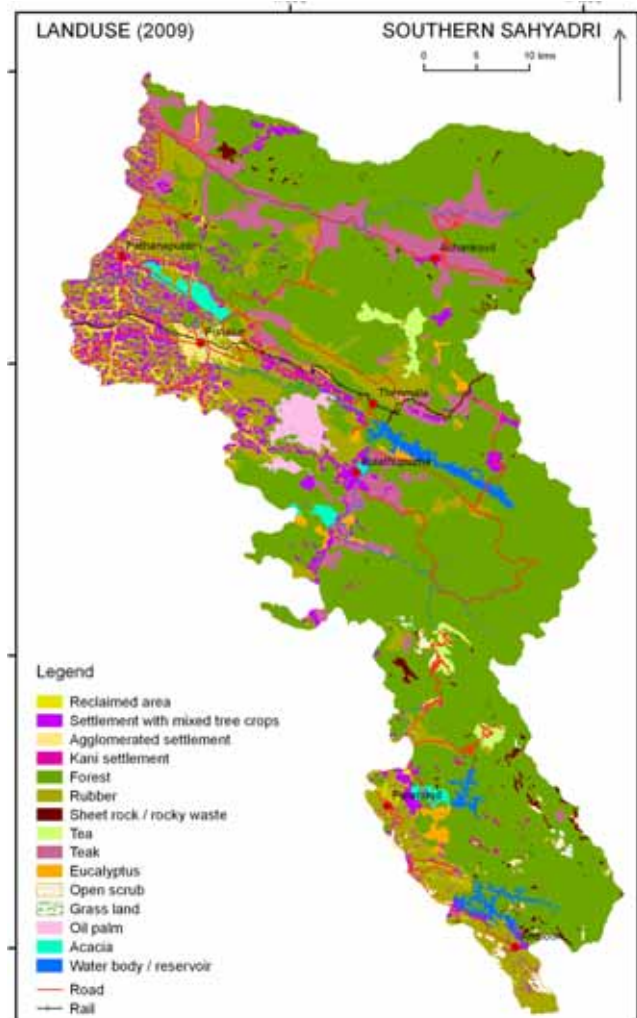 LANDUSE (2009)
SOUTHERN SAHYADRI
0 5 10 kms
Achankovil
Punalur
Thenmala
Kulathupuzha
Legend
Reclaimed area
Settlement with mixed tree crops
Agglomerated settlement
Kani settlement
Forest
Rubber
Sheet rock / rocky waste
Tea
Teak
Eucalyptus
Open scrub
Grass land
Oil palm
Acacia
Water body / reservoir
Road
Rail